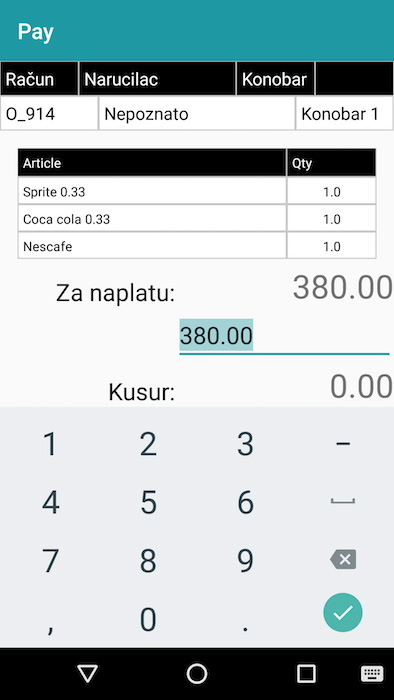 Pay
Račun Narucilac Konobar
O_914 Nepoznato Konobar 1
Article Qty
Sprite 0.33 1.0
Coca cola 0.33 1.0
Nescafe 1.0
Za naplatu: 380.00
380.00
Kusur: 0.00
1 2 3 –
4 5 6
7 8 9
, 0 .